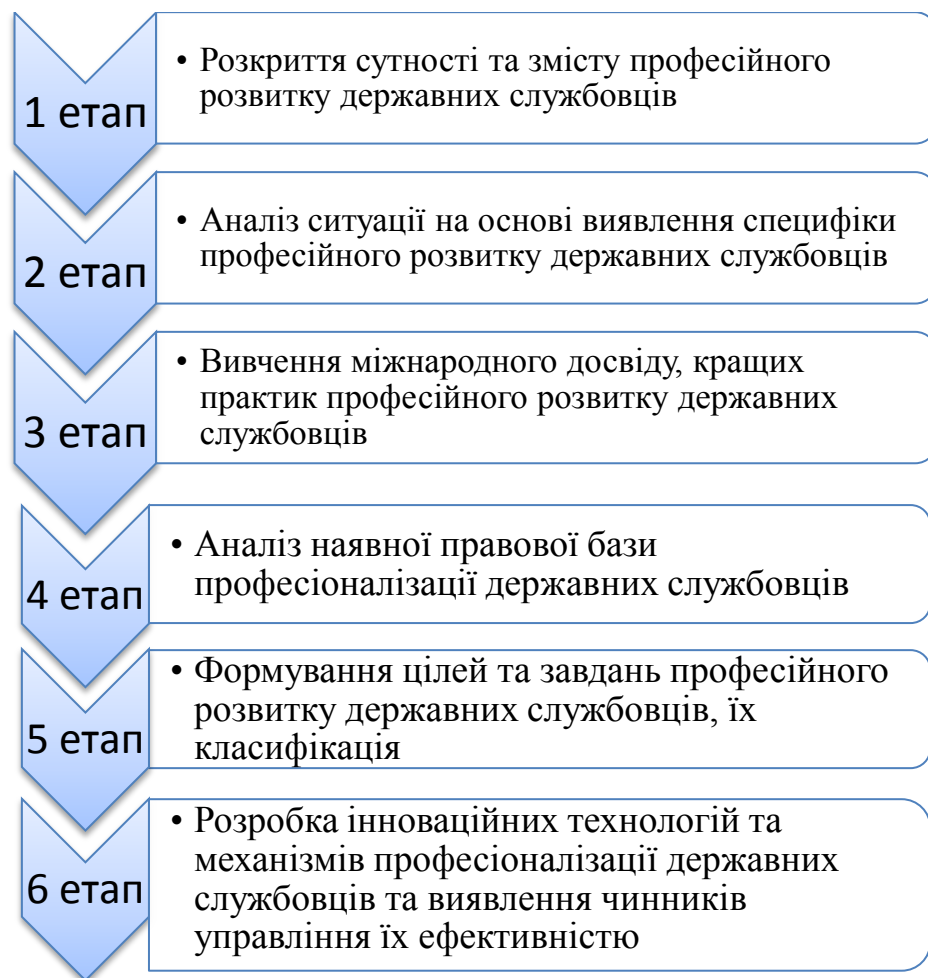 1 етап
• Розкриття сутності та змісту професійного
розвитку державних службовців
2 етап
• Аналіз ситуації на основі виявлення специфіки
професійного розвитку державних службовців
3 етап
• Вивчення міжнародного досвіду, кращих
практик професійного розвитку державних
службовців
4 етап
• Аналіз наявної правової бази
професіоналізації державних службовців
5 етап
• Формування цілей та завдань професійного
розвитку державних службовців, їх
класифікація
6 етап
• Розробка інноваційних технологій та
механізмів професіоналізації державних
службовців та виявлення чинників
управління їх ефективністю